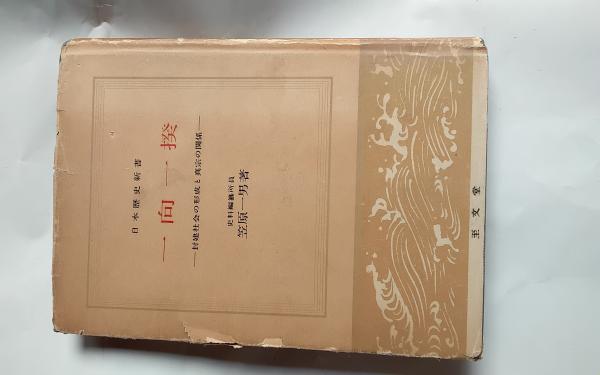 日本歴史新書
一向一揆
―封建社会の形成と真宗の関係―
史料編纂所員
笠原一男著
至文堂